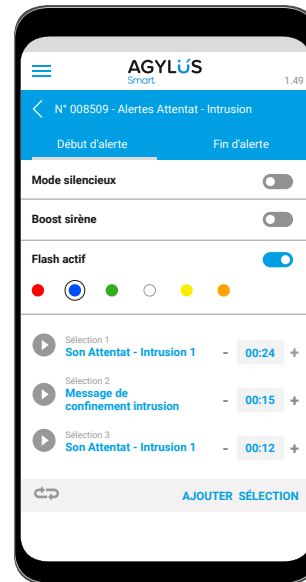 AGYLÜS
Smart
1.49
N° 008509 - Alertes Attentat - Intrusion
Début d'alerte
Fin d'alerte
Mode silencieux
Boost sirène
Flash actif
Sélection 1
Son Attentat - Intrusion 1
- 00:24 +
Sélection 2
Message de
confinement intrusion
- 00:15 +
Sélection 3
Son Attentat - Intrusion 1
- 00:12 +
AJOUTER SÉLECTION